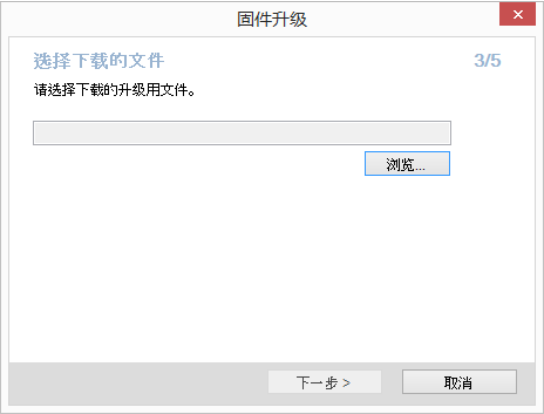 固件升级
选择下载的文件 3/5
请选择下载的升级用文件。
浏览...
下一步 > 取消